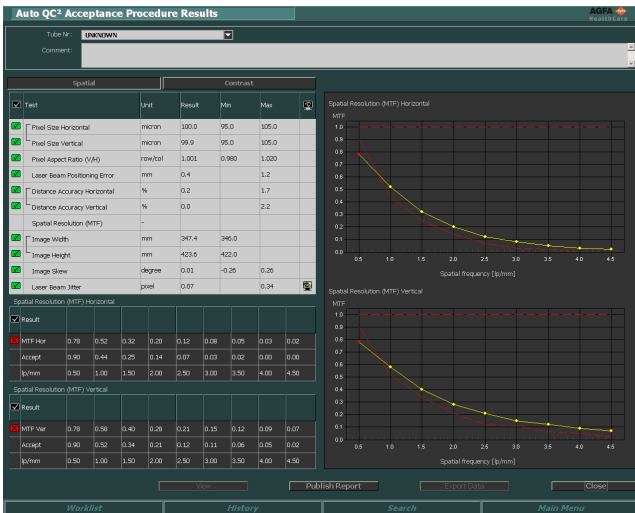 Auto QC² Acceptance Procedure Results
AGFA
HealthCare
Tube Nr: UNKNOWN
Comment:
Spatial Contrast
Test Unit Result Min Max
Pixel Size Horizontal micron 100.0 95.0 105.0
Pixel Size Vertical micron 99.9 95.0 105.0
Pixel Aspect Ratio (V/H) row/col 1.001 0.980 1.020
Laser Beam Positioning Error mm 0.4 1.2
Distance Accuracy Horizontal % 0.2 1.7
Distance Accuracy Vertical % 0.0 2.2
Spatial Resolution (MTF) -
Image Width mm 347.4 346.0
Image Height mm 423.6 422.0
Image Skew degree 0.01 -0.26 0.26
Laser Beam Jitter pixel 0.07 0.34
Spatial Resolution (MTF) Horizontal
Result
MTF Hor 0.78 0.52 0.32 0.20 0.12 0.08 0.05 0.03 0.02
Accept 0.90 0.44 0.25 0.14 0.07 0.03 0.02 0.00 0.00
lp/mm 0.50 1.00 1.50 2.00 2.50 3.00 3.50 4.00 4.50
Spatial Resolution (MTF) Vertical
Result
MTF Ver 0.78 0.58 0.40 0.28 0.21 0.15 0.12 0.09 0.07
Accept 0.90 0.52 0.34 0.21 0.12 0.11 0.06 0.05 0.02
lp/mm 0.50 1.00 1.50 2.00 2.50 3.00 3.50 4.00 4.50
Spatial Resolution (MTF) Horizontal
MTF
1.0
0.9
0.8
0.7
0.6
0.5
0.4
0.3
0.2
0.1
0.0
0.5 1.0 1.5 2.0 2.5 3.0 3.5 4.0 4.5
Spatial frequency [lp/mm]
Spatial Resolution (MTF) Vertical
MTF
1.0
0.9
0.8
0.7
0.6
0.5
0.4
0.3
0.2
0.1
0.0
0.5 1.0 1.5 2.0 2.5 3.0 3.5 4.0 4.5
Spatial frequency [lp/mm]
View Publish Report Export Data Close
Worklist History Search Main Menu